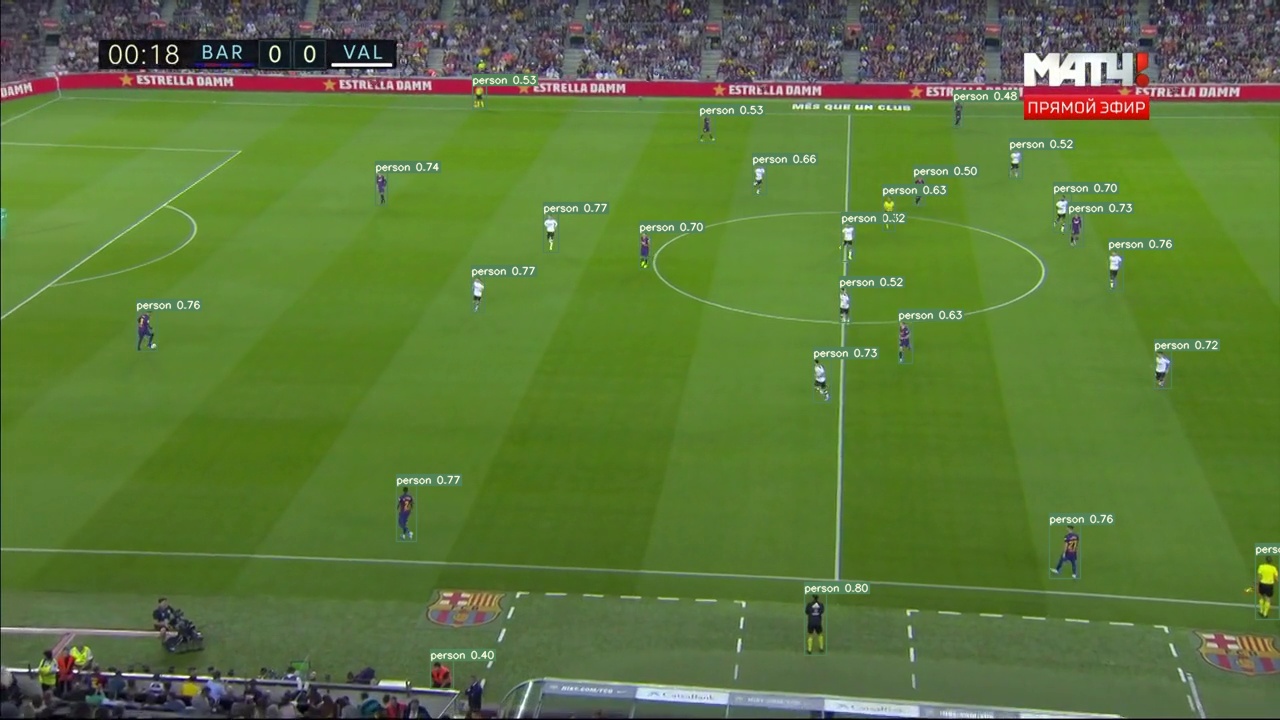 00:18 BAR 0 0 VAL
МАТЧ!
ПРЯМОЙ ЭФИР
DAMM
ESTRELLA DAMM
ESTRELLA DAMM
ESTRELLA DAMM
ESTRELLA DAMM
ESTRELLA DAMM
ESTRELLA DAMM
MÉS QUE UN CLUB
person 0.53
person 0.48
person 0.53
person 0.52
person 0.66
person 0.74
person 0.50
person 0.63
person 0.70
person 0.77
person 0.73
person 0.70
person 0.76
person 0.77
person 0.52
person 0.76
person 0.63
person 0.72
person 0.73
person 0.77
person 0.76
person 0.80
person 0.40
27
CaixaBank